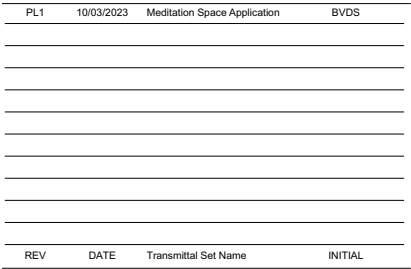 PL1 10/03/2023 Meditation Space Application BVDS
REV DATE Transmittal Set Name INITIAL